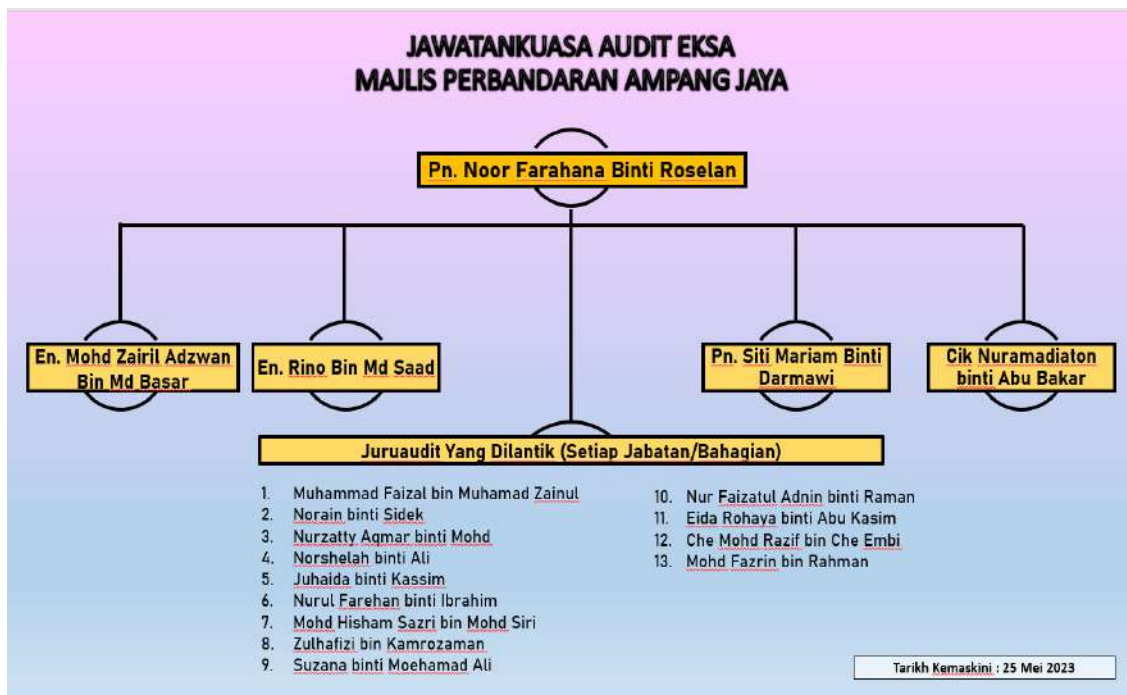 JAWATANKUASA AUDIT EKSA
MAJLIS PERBANDARAN AMPANG JAYA
Pn. Noor Farahana Binti Roselan
En. Mohd Zairil Adzwan
Bin Md Basar
En. Rino Bin Md Saad
Pn. Siti Mariam Binti
Darmawi
Cik Nuramadiaton
binti Abu Bakar
Juruaudit Yang Dilantik (Setiap Jabatan/Bahagian)
1. Muhammad Faizal bin Muhamad Zainul
2. Norain binti Sidek
3. Nurzatty Aqmar binti Mohd
4. Norshelah binti Ali
5. Juhaida binti Kassim
6. Nurul Farehan binti Ibrahim
7. Mohd Hisham Sazri bin Mohd Siri
8. Zulhafizi bin Kamrozaman
9. Suzana binti Moehamad Ali
10. Nur Faizatul Adnin binti Raman
11. Eida Rohaya binti Abu Kasim
12. Che Mohd Razif bin Che Embi
13. Mohd Fazrin bin Rahman
Tarikh Kemaskini : 25 Mei 2023